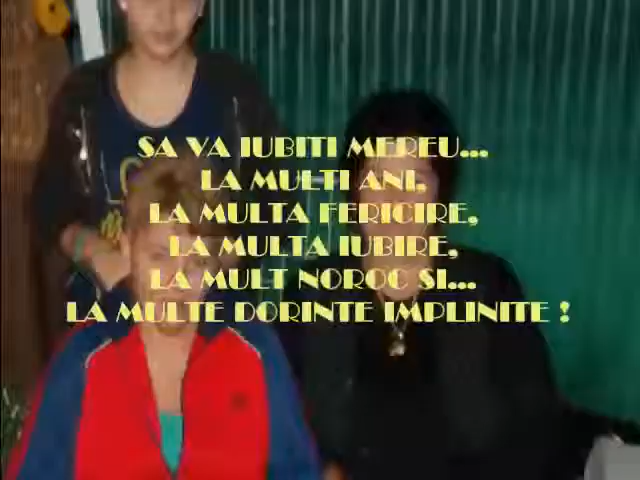 SA VA IUBITI MEREU...
LA MULTI ANI,
LA MULTA FERICIRE,
LA MULTA IUBIRE,
LA MULT NOROC SI...
LA MULTE DORINTE IMPLINITE !